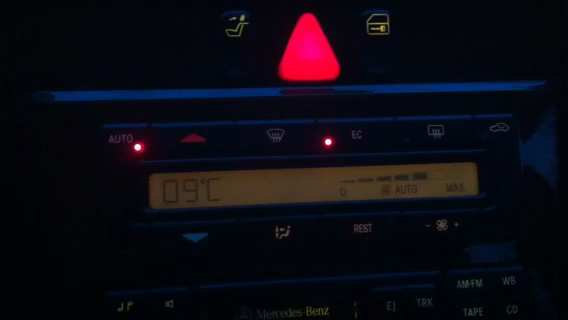 AUTO EC
09°C 0 AUTO MAX
REST - +
AM-FM WB
Mercedes-Benz EJ TRK
TAPE CD